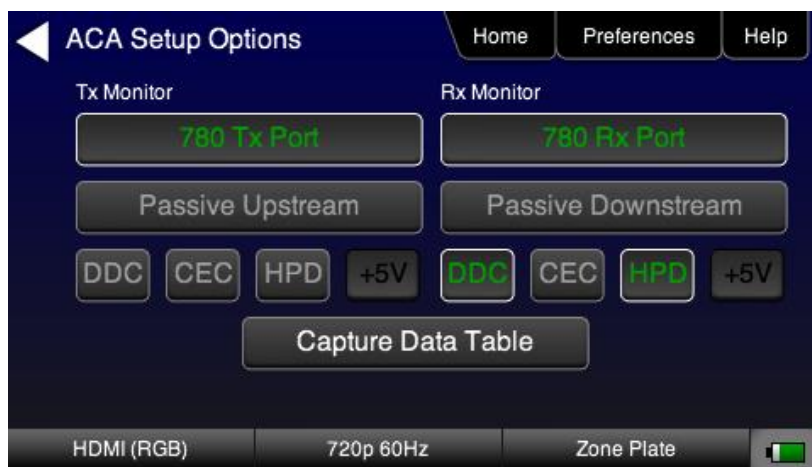 ACA Setup Options Home Preferences Help
Tx Monitor Rx Monitor
780 Tx Port 780 Rx Port
Passive Upstream Passive Downstream
DDC CEC HPD +5V DDC CEC HPD +5V
Capture Data Table
HDMI (RGB) 720p 60Hz Zone Plate